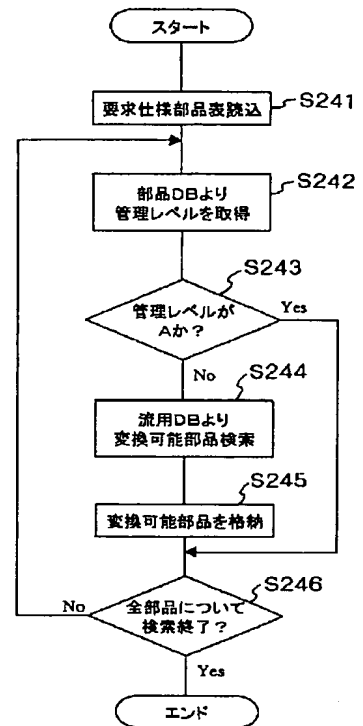 スタート
要求仕様部品表読込
S241
部品DBより
管理レベルを取得
S242
S243
管理レベルが
Aか？
Yes
No
S244
流用DBより
変換可能部品検索
S245
変換可能部品を格納
S246
全部品について
検索終了？
No
Yes
エンド